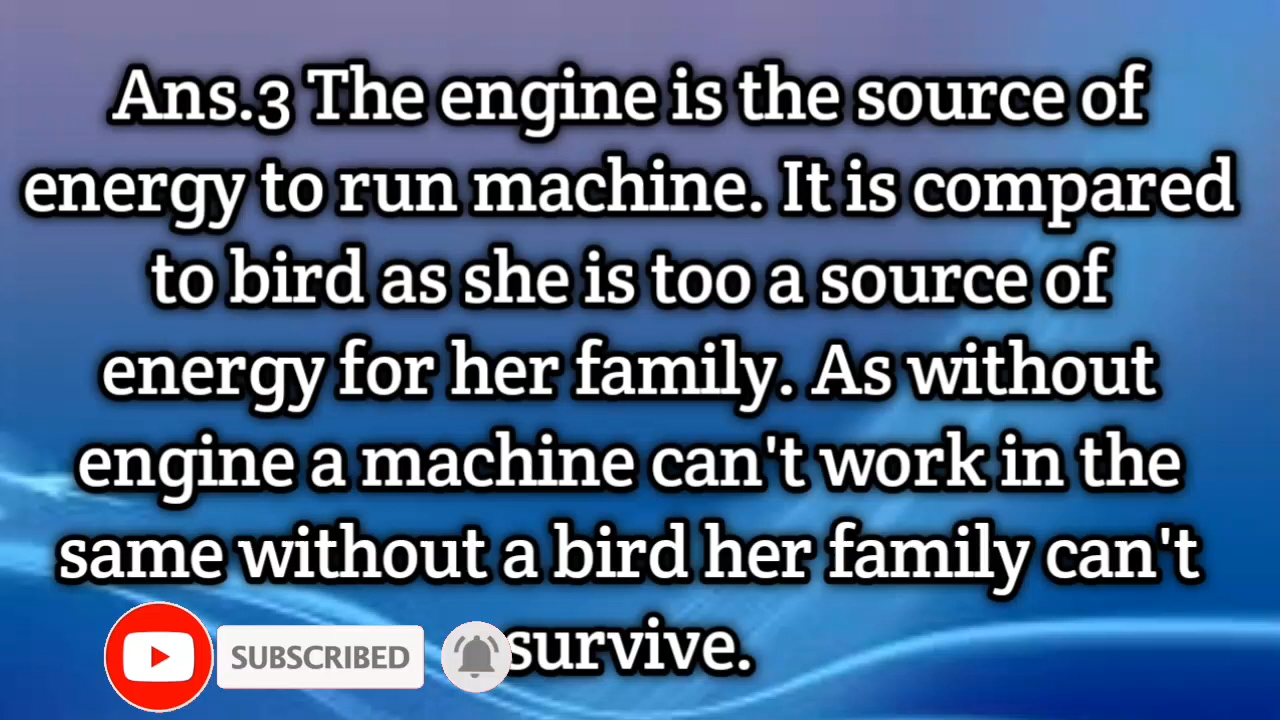 Ans.3 The engine is the source of
energy to run machine. It is compared
to bird as she is too a source of
energy for her family. As without
engine a machine can't work in the
same without a bird her family can't
survive.
SUBSCRIBED